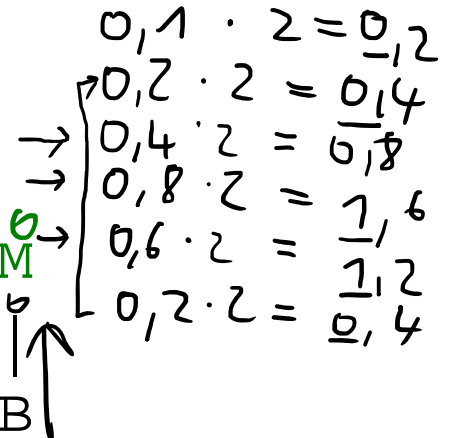 0,1 · 2 = 0,2
0,2 · 2 = 0,4
0,4 · 2 = 0,8
0,8 · 2 = 1,6
0,6 · 2 = 1,2
0,2 · 2 = 0,4
M
B